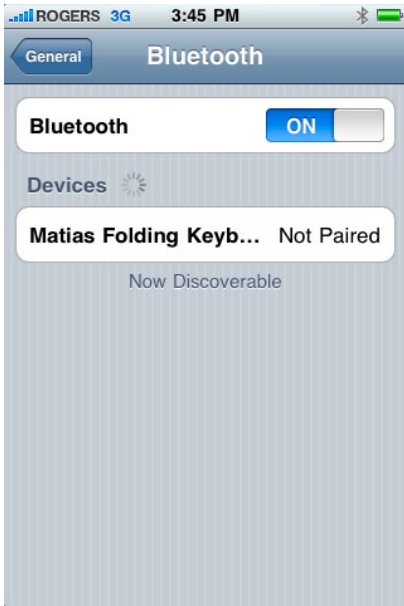 ROGERS 3G 3:45 PM
General Bluetooth
Bluetooth ON
Devices
Matias Folding Keyb... Not Paired
Now Discoverable